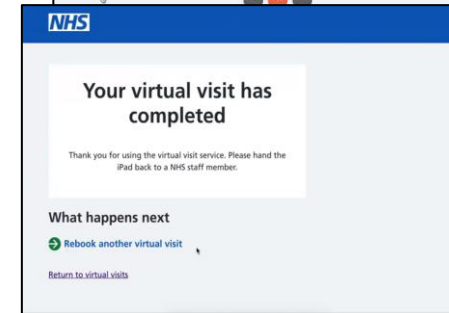 NHS
Your virtual visit has
completed
Thank you for using the virtual visit service. Please hand the
iPad back to a NHS staff member.
What happens next
Rebook another virtual visit
Return to virtual visits